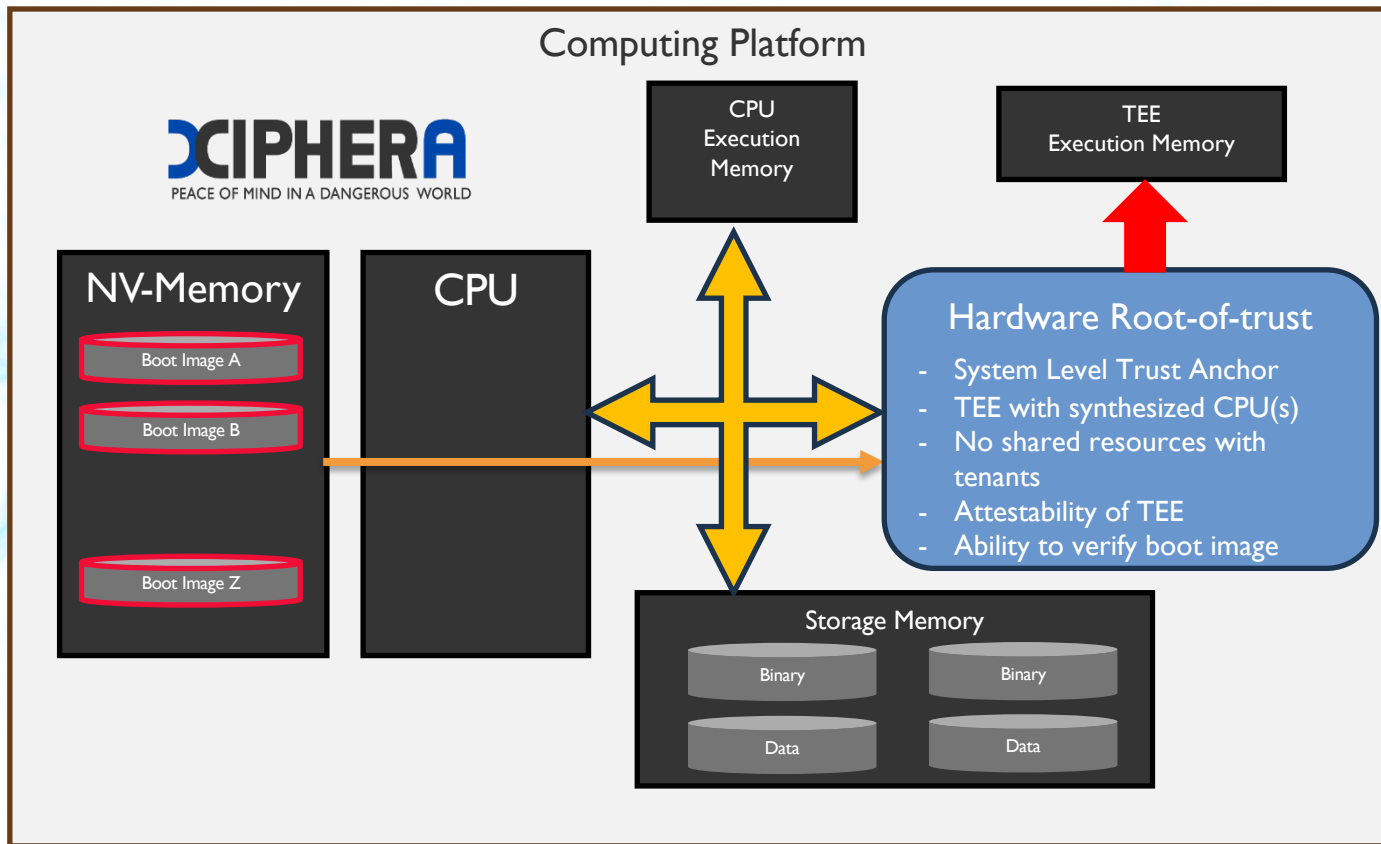 Computing Platform
XIPHERA
PEACE OF MIND IN A DANGEROUS WORLD
CPU
Execution
Memory
TEE
Execution Memory
NV-Memory
Boot Image A
Boot Image B
Boot Image Z
CPU
Hardware Root-of-trust
- System Level Trust Anchor
- TEE with synthesized CPU(s)
- No shared resources with
tenants
- Attestability of TEE
- Ability to verify boot image
Storage Memory
Binary
Binary
Data
Data